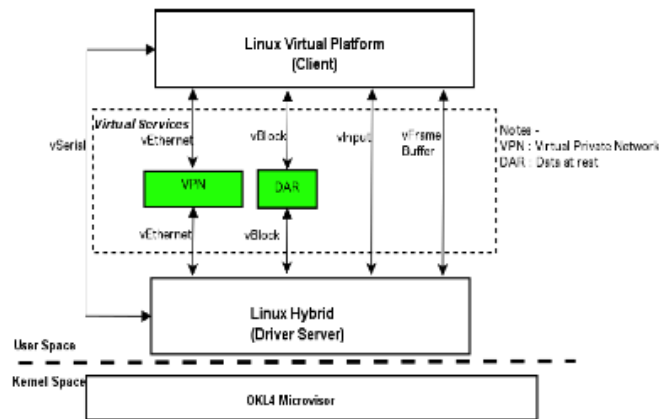 Linux Virtual Platform
(Client)
Virtual Services
vEthernet
vBlock
vInput
vFrame
Buffer
vSerial
Notes -
VPN : Virtual Private Network
DAR : Data at rest
VPN
DAR
vEthernet
vBlock
Linux Hybrid
(Driver Server)
User Space
Kernel Space
OKL4 Microvisor